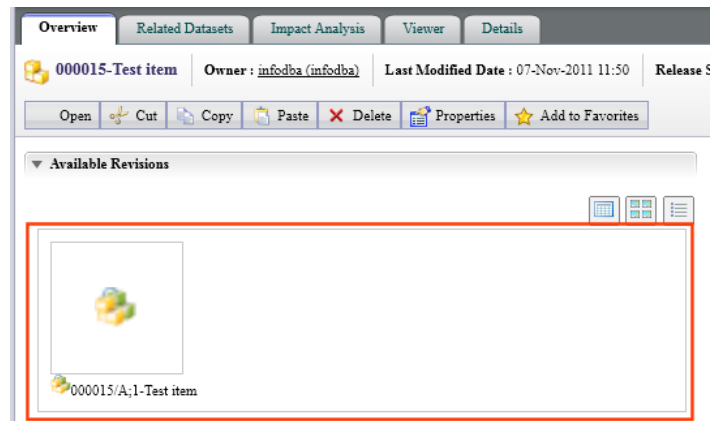 Overview Related Datasets Impact Analysis Viewer Details
000015-Test item Owner : infodba (infodba) Last Modified Date : 07-Nov-2011 11:50 Release S
Open Cut Copy Paste Delete Properties Add to Favorites
Available Revisions
000015/A;1-Test item